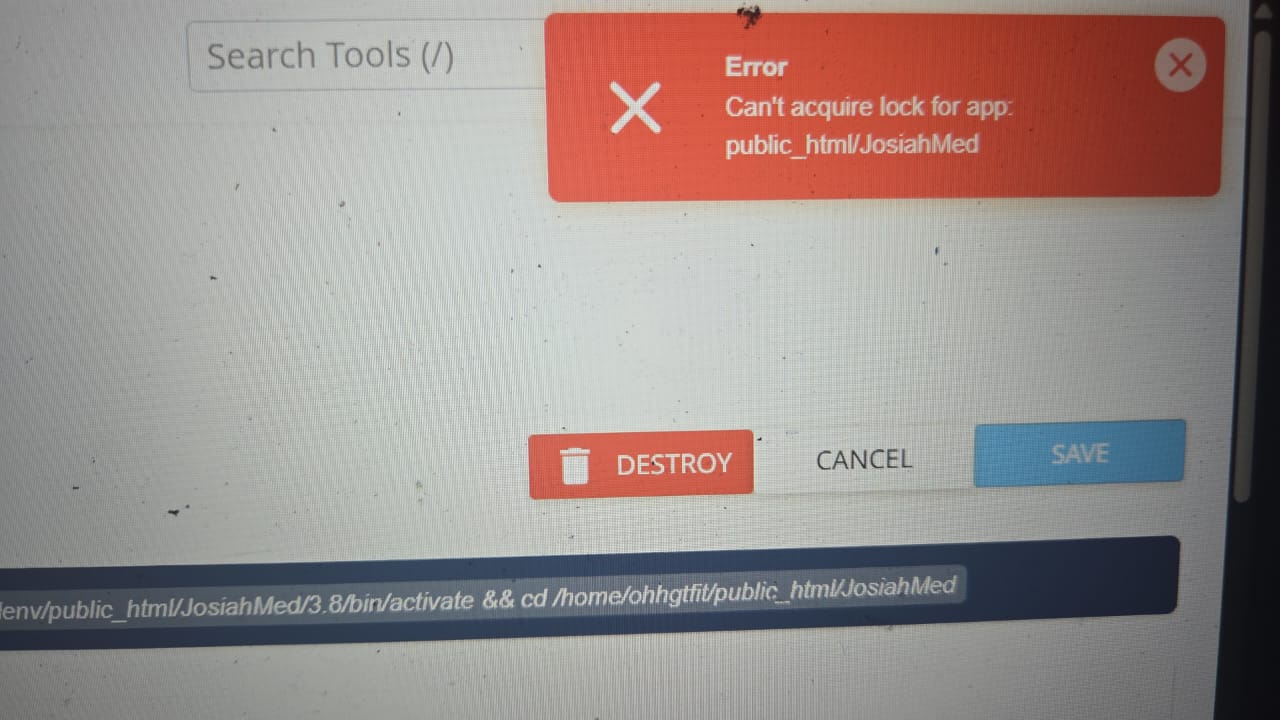 Search Tools (/)
Error
Can't acquire lock for app:
public_html/JosiahMed
DESTROY
CANCEL
SAVE
env/public_html/JosiahMed/3.8/bin/activate && cd /home/ohhgtfit/public_html/JosiahMed